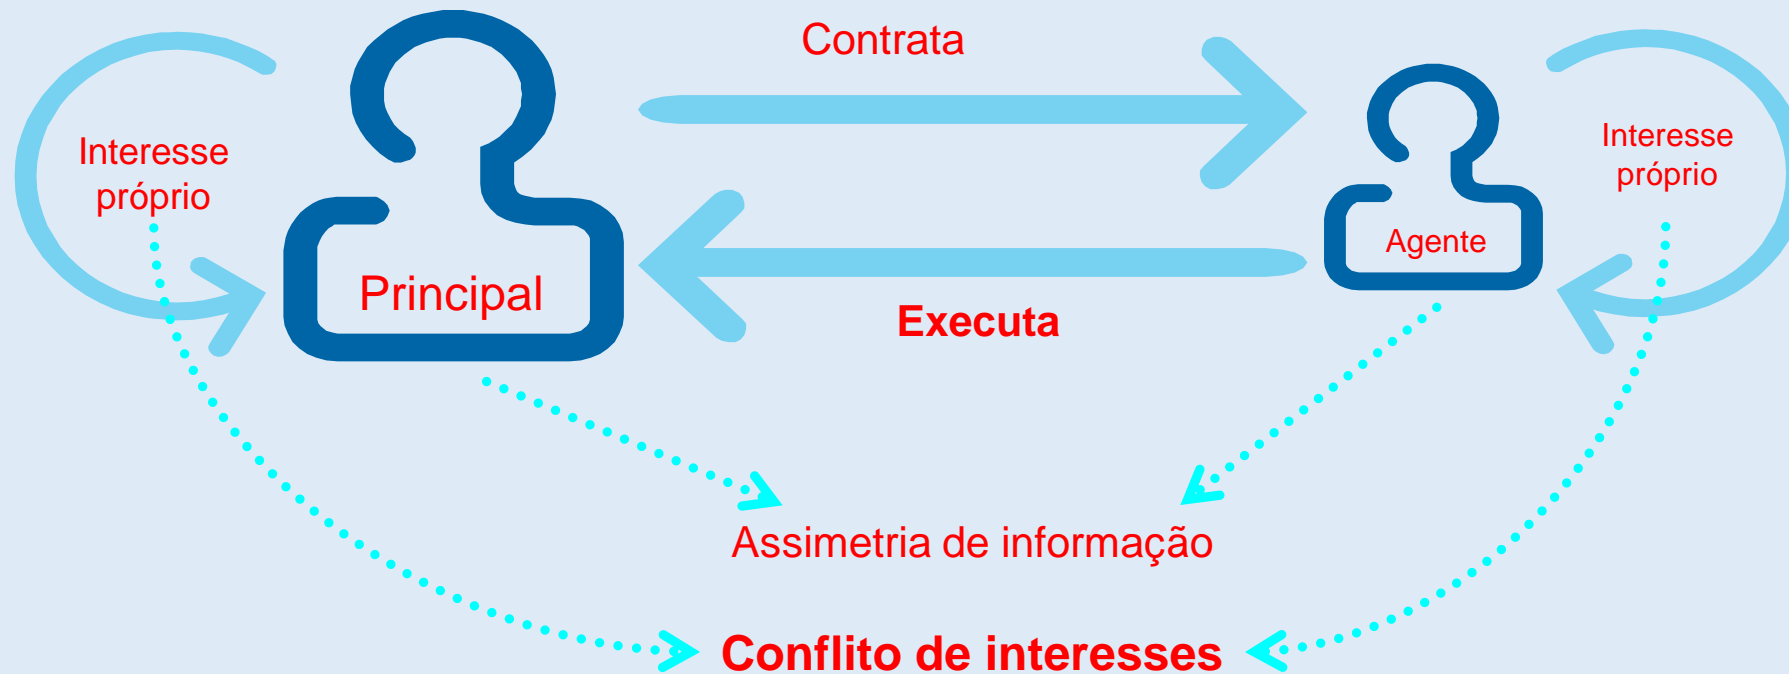 Contrata
Interesse
próprio
Interesse
próprio
Agente
Principal
Executa
Assimetria de informação
Conflito de interesses